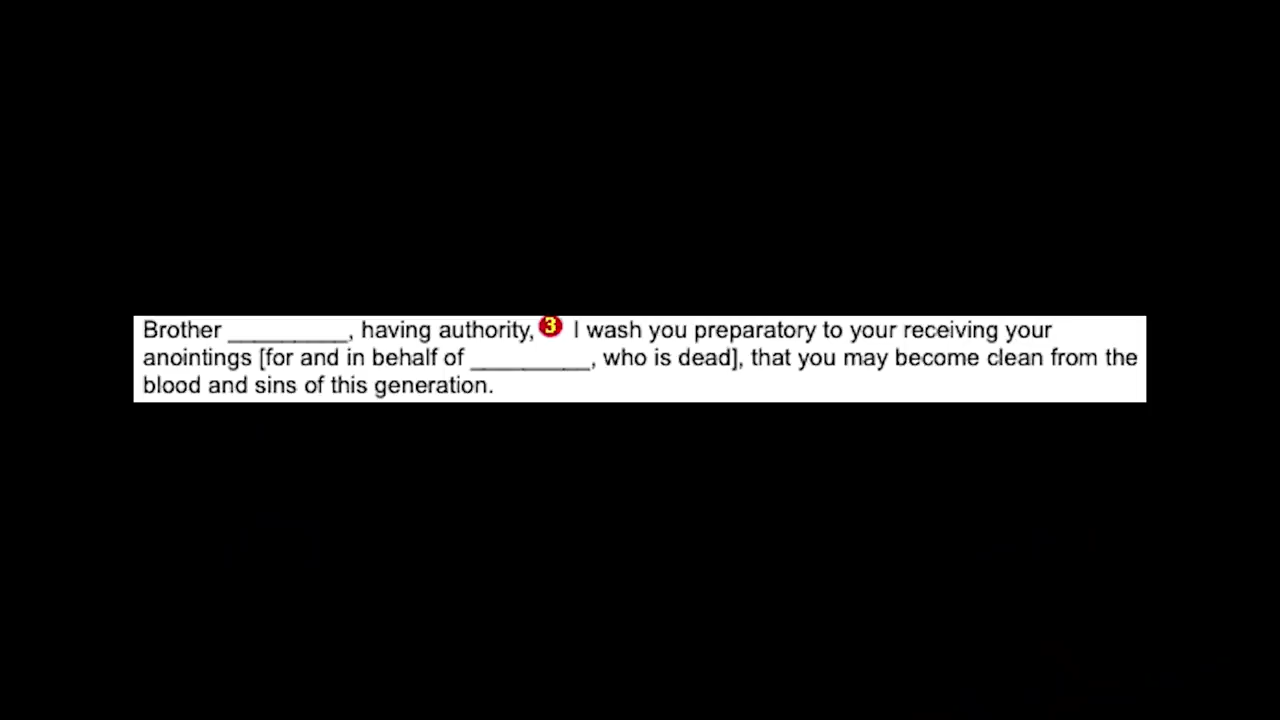 Brother __________, having authority, 3 I wash you preparatory to your receiving your
anointings [for and in behalf of __________, who is dead], that you may become clean from the
blood and sins of this generation.